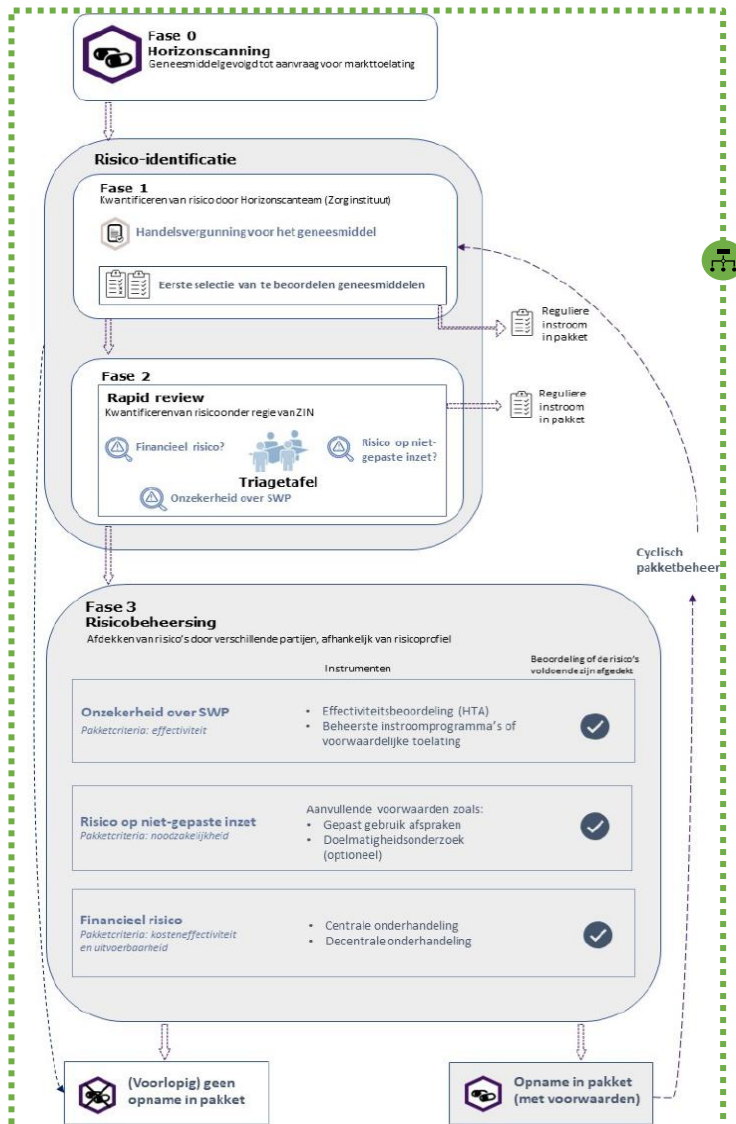 Fase 0
Horizonscanning
Geneesmiddel gevolgd tot aanvraag voor markttoelating
Risico-identificatie
Fase 1
Kwantificeren van risico door Horizonscanteam (Zorginstituut)
Handelsvergunning voor het geneesmiddel
Eerste selectie van te beoordelen geneesmiddelen
Reguliere
instroom
in pakket
Fase 2
Rapid review
Kwantificeren van risico onder regie van ZIN
Financieel risico?
Risico op niet-
gepaste inzet?
Triagetafel
Onzekerheid over SWP
Reguliere
instroom
in pakket
Cyclisch
pakketbeheer
Fase 3
Risicobeheersing
Afdekken van risico's door verschillende partijen, afhankelijk van risicoprofiel
Instrumenten
Beoordeling of de risico's
voldoende zijn afgedekt
Onzekerheid over SWP
Pakketcriteria: effectiviteit
• Effectiviteitsbeoordeling (HTA)
• Beheerste instroomprogramma's of
voorwaardelijke toelating
Risico op niet-gepaste inzet
Pakketcriteria: noodzakelijkheid
Aanvullende voorwaarden zoals:
• Gepast gebruik afspraken
• Doelmatigheidsonderzoek
(optioneel)
Financieel risico
Pakketcriteria: kosteneffectiviteit
en uitvoerbaarheid
• Centrale onderhandeling
• Decentrale onderhandeling
(Voorlopig) geen
opname in pakket
Opname in pakket
(met voorwaarden)